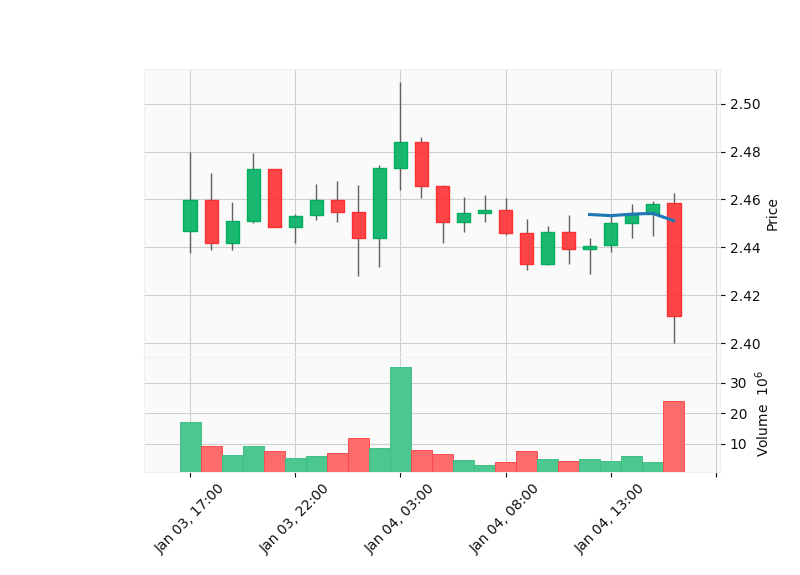 2.50
2.48
2.46
2.44
2.42
2.40
Price
30
20
10
Volume 10^6
Jan 03, 17:00
Jan 03, 22:00
Jan 04, 03:00
Jan 04, 08:00
Jan 04, 13:00